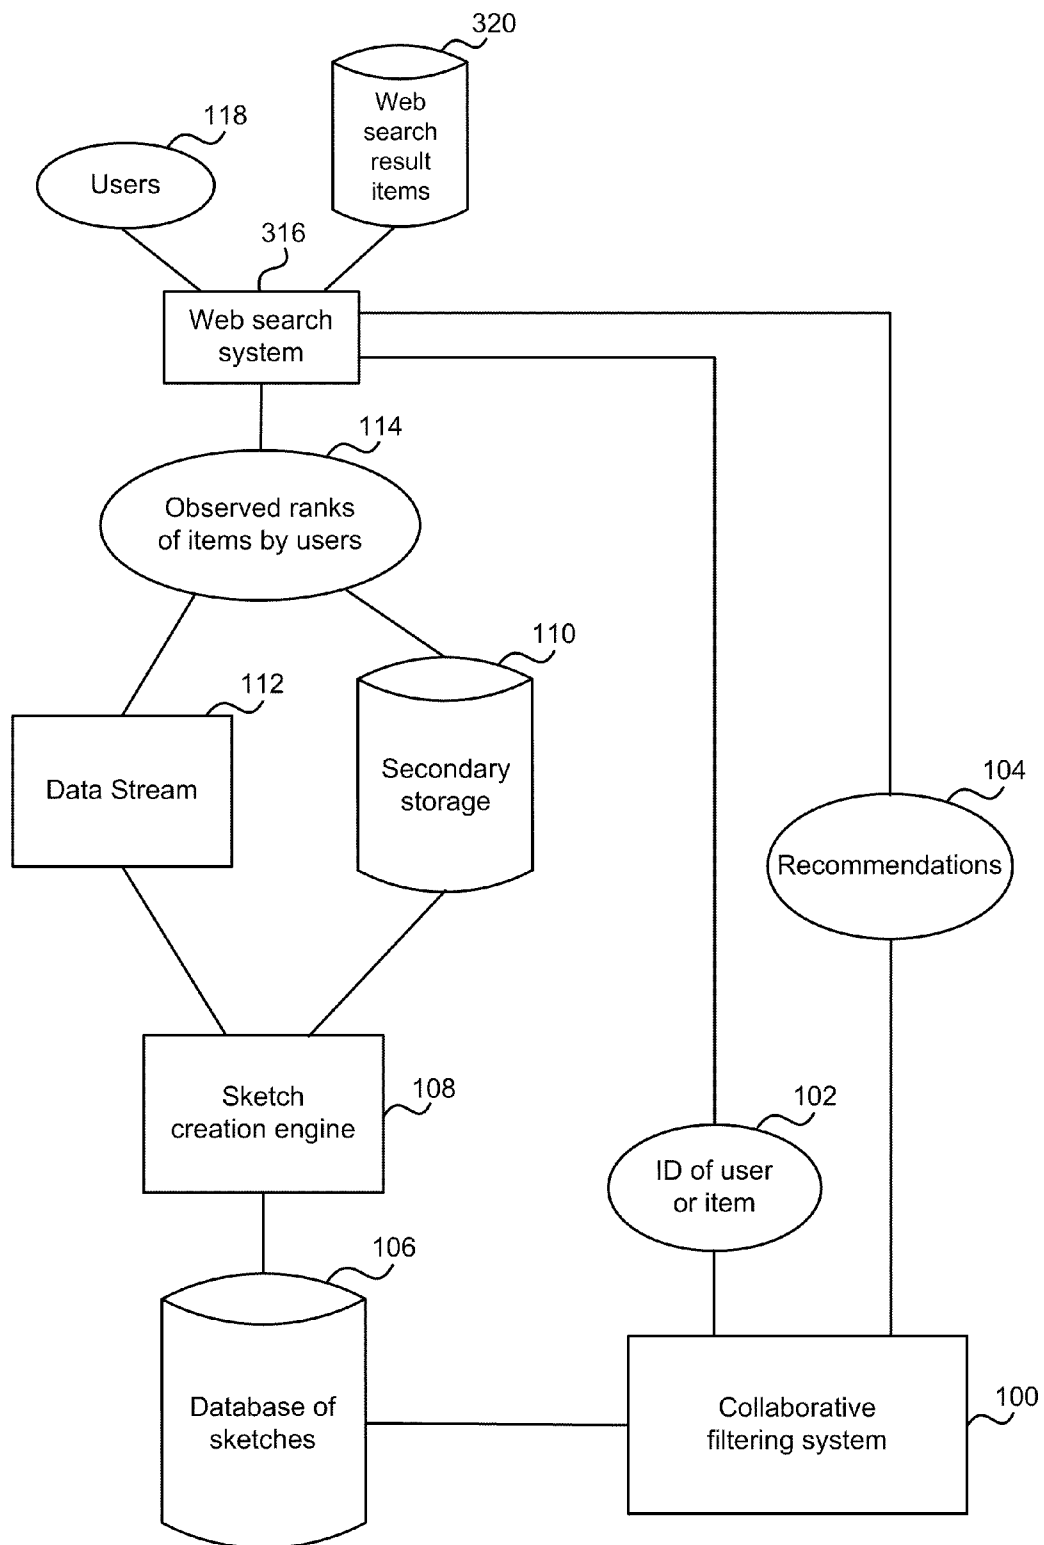 320
Web
search
result
items
118
Users
316
Web search
system
114
Observed ranks
of items by users
110
112
Secondary
storage
Data Stream
104
Recommendations
Sketch
creation engine
108
102
ID of user
or item
106
Database of
sketches
Collaborative
filtering system
100